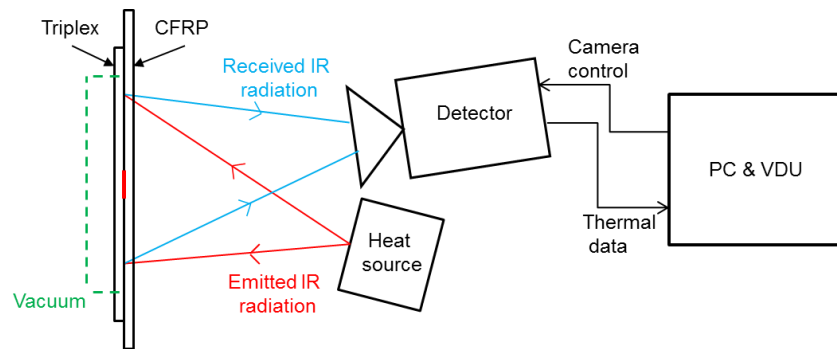 Triplex
CFRP
Received IR
radiation
Camera
control
Detector
PC & VDU
Thermal
data
Heat
source
Emitted IR
radiation
Vacuum